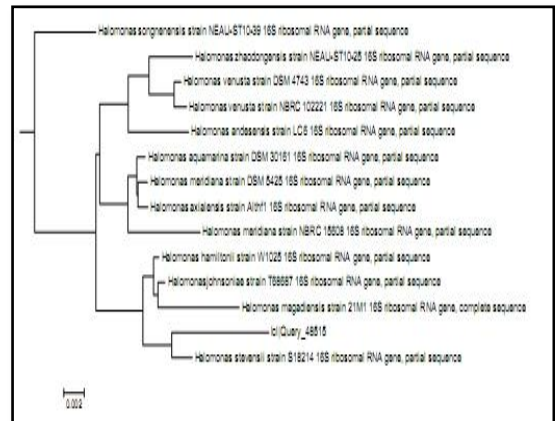 Halomonas songnenensis strain NEAU-ST10-39 16S ribosomal RNA gene, partial sequence
Halomonas zhaodongensis strain NEAU-ST10-25 16S ribosomal RNA gene, partial sequence
Halomonas venusta strain DSM 4743 16S ribosomal RNA gene, partial sequence
Halomonas venusta strain NBRC 102221 16S ribosomal RNA gene, partial sequence
Halomonas andesensis strain LC6 16S ribosomal RNA gene, partial sequence
Halomonas aquamarina strain DSM 30161 16S ribosomal RNA gene, partial sequence
Halomonas meridiana strain DSM 5425 16S ribosomal RNA gene, partial sequence
Halomonas axialensis strain Althf1 16S ribosomal RNA gene, partial sequence
Halomonas meridiana strain NBRC 15608 16S ribosomal RNA gene, partial sequence
Halomonas hamiltonii strain W1025 16S ribosomal RNA gene, partial sequence
Halomonas johnsoniae strain T68687 16S ribosomal RNA gene, partial sequence
Halomonas magadiensis strain 21M1 16S ribosomal RNA gene, complete sequence
lcl|Query_48515
Halomonas stevensii strain S18214 16S ribosomal RNA gene, partial sequence
0.002